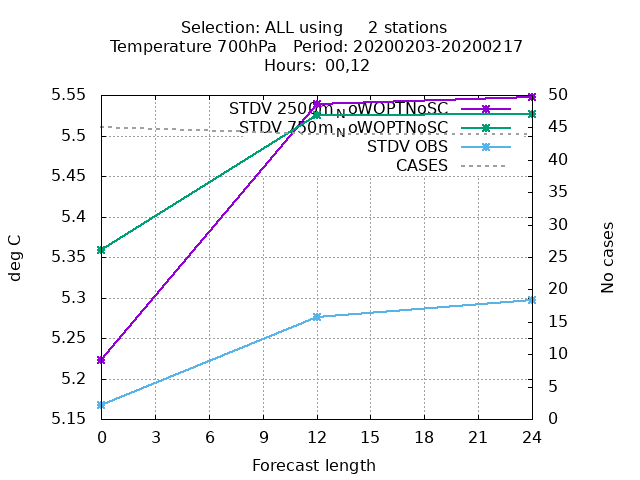 Selection: ALL using     2 stations
Temperature 700hPa   Period: 20200203-20200217
Hours:  00,12
STDV 2500m_NoWOPTNoSC
STDV 750m_NoWOPTNoSC
STDV OBS
CASES
5.55
5.5
5.45
5.4
5.35
5.3
5.25
5.2
5.15
50
45
40
35
30
25
20
15
10
5
0
deg C
No cases
0 3 6 9 12 15 18 21 24
Forecast length